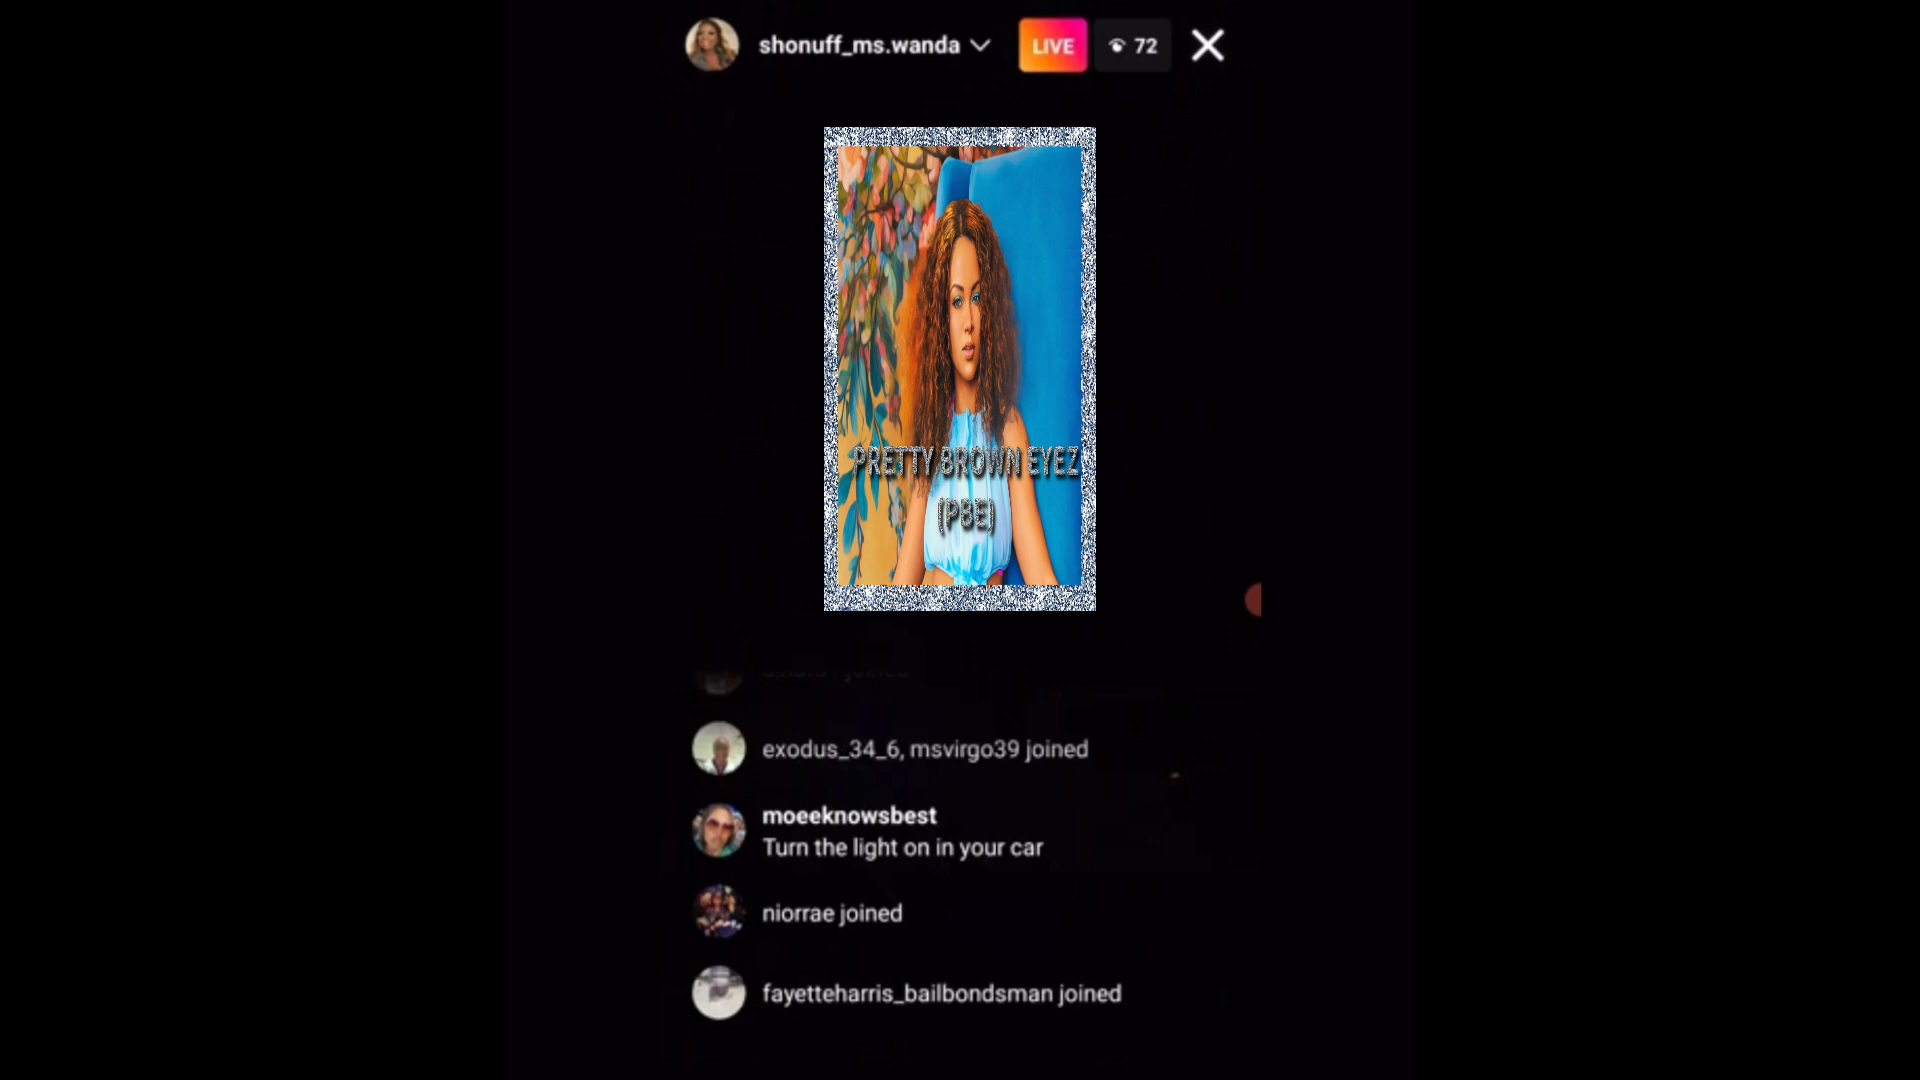 shonuff_ms.wanda
LIVE
72
PRETTY BROWN EYEZ
(PBE)
joined
exodus_34_6, msvirgo39 joined
moeeknowsbest
Turn the light on in your car
niorrae joined
fayetteharris_bailbondsman joined